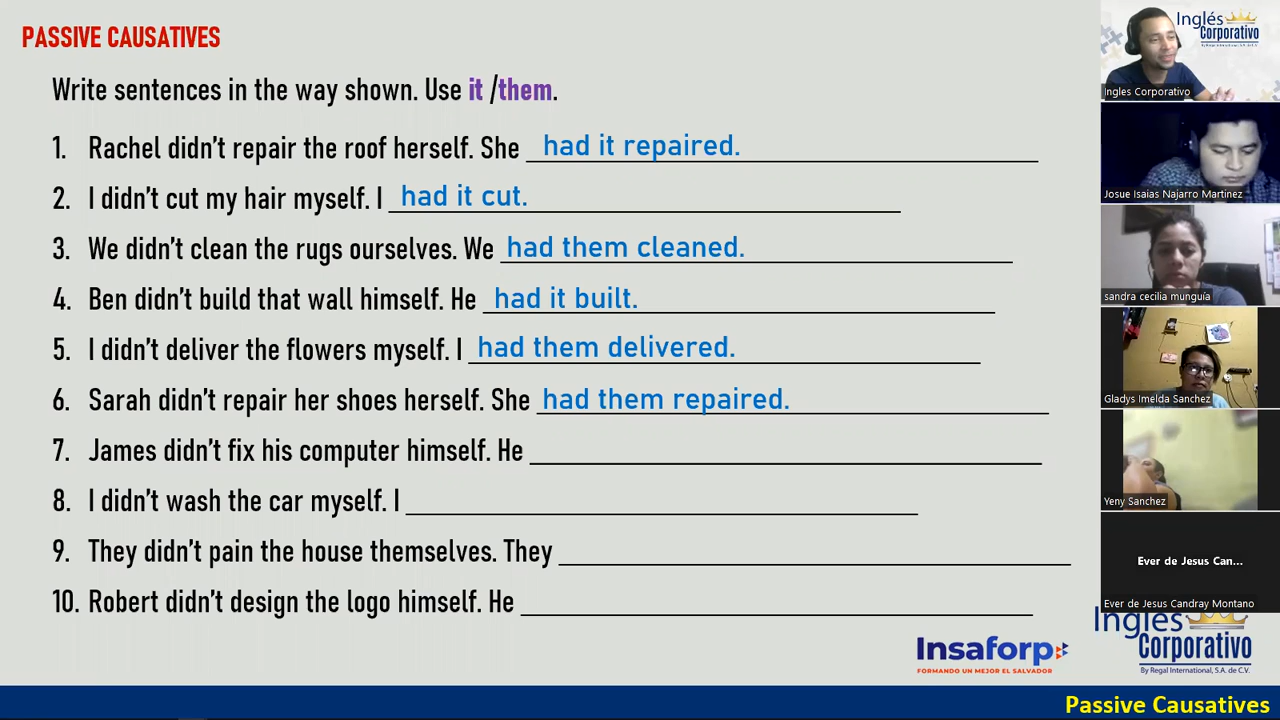 PASSIVE CAUSATIVES
Write sentences in the way shown. Use it /them.
1. Rachel didn't repair the roof herself. She had it repaired.
2. I didn't cut my hair myself. I had it cut.
3. We didn't clean the rugs ourselves. We had them cleaned.
4. Ben didn't build that wall himself. He had it built.
5. I didn't deliver the flowers myself. I had them delivered.
6. Sarah didn't repair her shoes herself. She had them repaired.
7. James didn't fix his computer himself. He
8. I didn't wash the car myself. I
9. They didn't pain the house themselves. They
10. Robert didn't design the logo himself. He
Insaforp
FORMANDO UN MEJOR EL SALVADOR
Inglés
Corporativo
By Regal International, S.A. de C.V.
Passive Causatives
Inglés
Corporativo
By Regal International, S.A. de C.V.
Ingles Corporativo
Josue Isaias Najarro Martinez
sandra cecilia munguía
Gladys Imelda Sanchez
Yeny Sanchez
Ever de Jesus Can...
Ever de Jesus Candray Montano